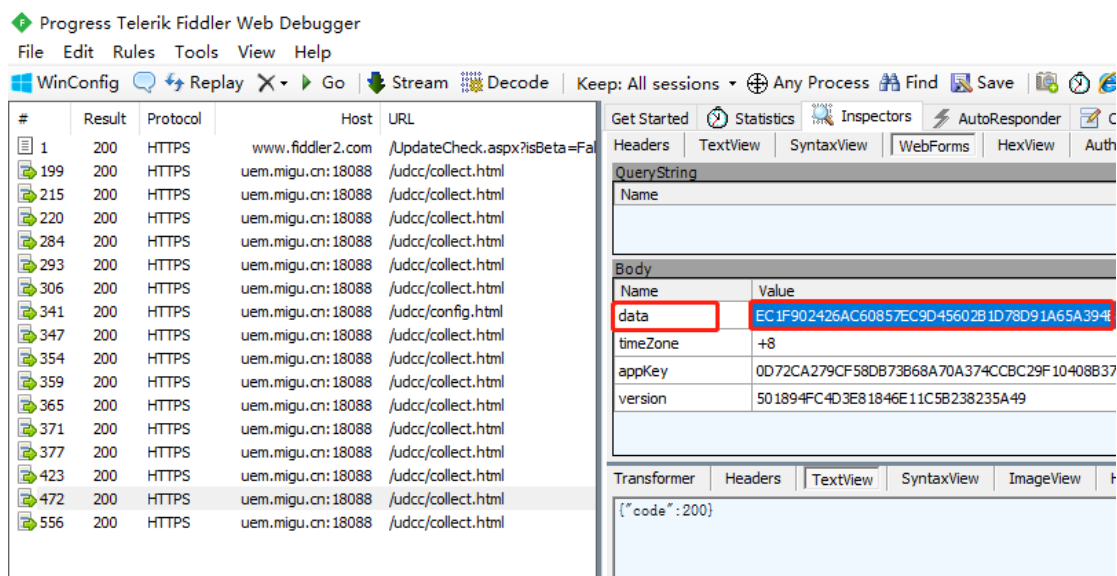 Progress Telerik Fiddler Web Debugger
File Edit Rules Tools View Help
WinConfig Replay Go Stream Decode Keep: All sessions Any Process Find Save
# Result Protocol Host URL
1 200 HTTPS www.fiddler2.com /UpdateCheck.aspx?isBeta=Fal
199 200 HTTPS uem.migu.cn:18088 /udcc/collect.html
215 200 HTTPS uem.migu.cn:18088 /udcc/collect.html
220 200 HTTPS uem.migu.cn:18088 /udcc/collect.html
284 200 HTTPS uem.migu.cn:18088 /udcc/collect.html
293 200 HTTPS uem.migu.cn:18088 /udcc/collect.html
306 200 HTTPS uem.migu.cn:18088 /udcc/collect.html
341 200 HTTPS uem.migu.cn:18088 /udcc/config.html
347 200 HTTPS uem.migu.cn:18088 /udcc/collect.html
354 200 HTTPS uem.migu.cn:18088 /udcc/collect.html
359 200 HTTPS uem.migu.cn:18088 /udcc/collect.html
365 200 HTTPS uem.migu.cn:18088 /udcc/collect.html
371 200 HTTPS uem.migu.cn:18088 /udcc/collect.html
377 200 HTTPS uem.migu.cn:18088 /udcc/collect.html
423 200 HTTPS uem.migu.cn:18088 /udcc/collect.html
472 200 HTTPS uem.migu.cn:18088 /udcc/collect.html
556 200 HTTPS uem.migu.cn:18088 /udcc/collect.html
Get Started Statistics Inspectors AutoResponder C
Headers TextView SyntaxView WebForms HexView Auth
QueryString
Name
Body
Name Value
data EC1F902426AC60857EC9D45602B1D78D91A65A394E
timeZone +8
appKey 0D72CA279CF58DB73B68A70A374CCBC29F10408B37
version 501894FC4D3E81846E11C5B238235A49
Transformer Headers TextView SyntaxView ImageView H
{"code":200}